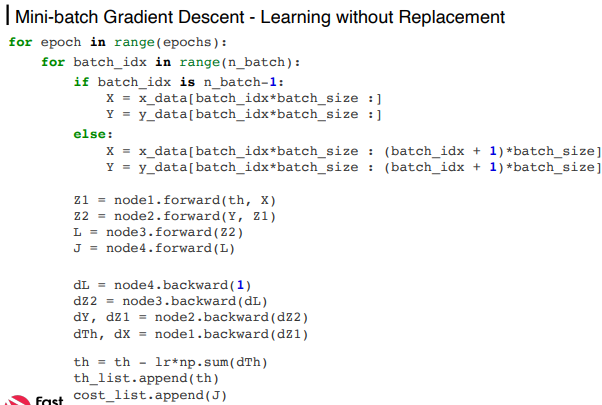 Mini-batch Gradient Descent - Learning without Replacement
for epoch in range(epochs):
    for batch_idx in range(n_batch):
        if batch_idx is n_batch-1:
            X = x_data[batch_idx*batch_size :]
            Y = y_data[batch_idx*batch_size :]
        else:
            X = x_data[batch_idx*batch_size : (batch_idx + 1)*batch_size]
            Y = y_data[batch_idx*batch_size : (batch_idx + 1)*batch_size]
        Z1 = node1.forward(th, X)
        Z2 = node2.forward(Y, Z1)
        L = node3.forward(Z2)
        J = node4.forward(L)
        dL = node4.backward(1)
        dZ2 = node3.backward(dL)
        dY, dZ1 = node2.backward(dZ2)
        dTh, dX = node1.backward(dZ1)
        th = th - lr*np.sum(dTh)
        th_list.append(th)
        cost_list.append(J)
Fast